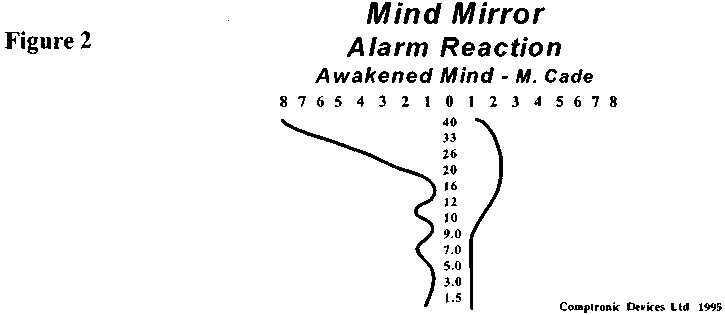 Figure 2
Mind Mirror
Alarm Reaction
Awakened Mind - M. Cade
8 7 6 5 4 3 2 1 0 1 2 3 4 5 6 7 8
40
33
26
20
16
12
10
9.0
7.0
5.0
3.0
1.5
Comptronic Devices Ltd 1995